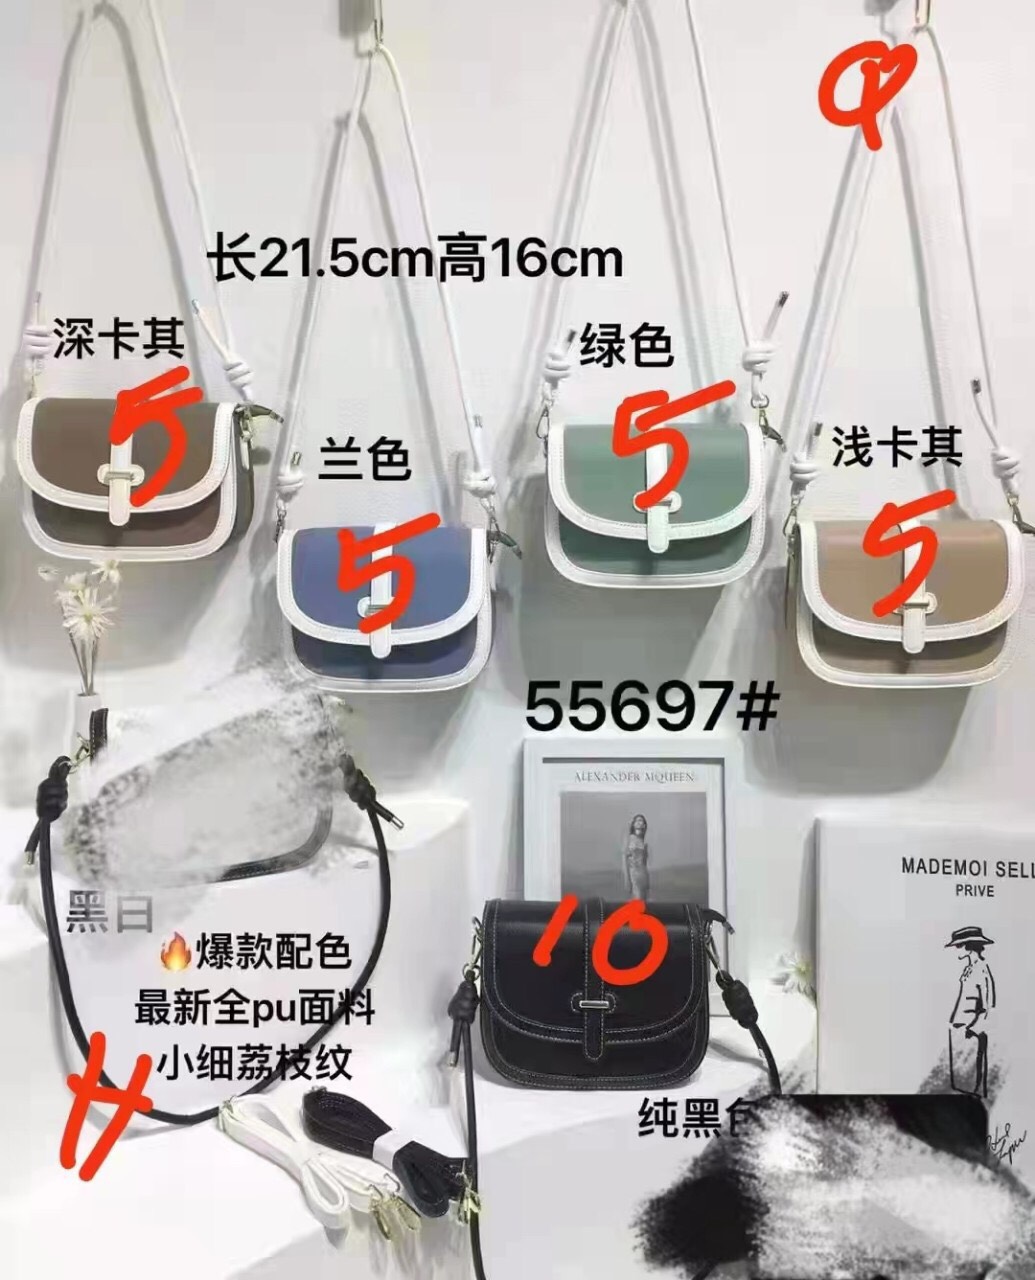 长21.5cm高16cm
深卡其
5
绿色
5
兰色
5
浅卡其
5
55697#
ALEXANDER MQUEEN
MADEMOI SELL
PRIVE
黑白
🔥爆款配色
最新全pu面料
小细荔枝纹
10
纯黑色